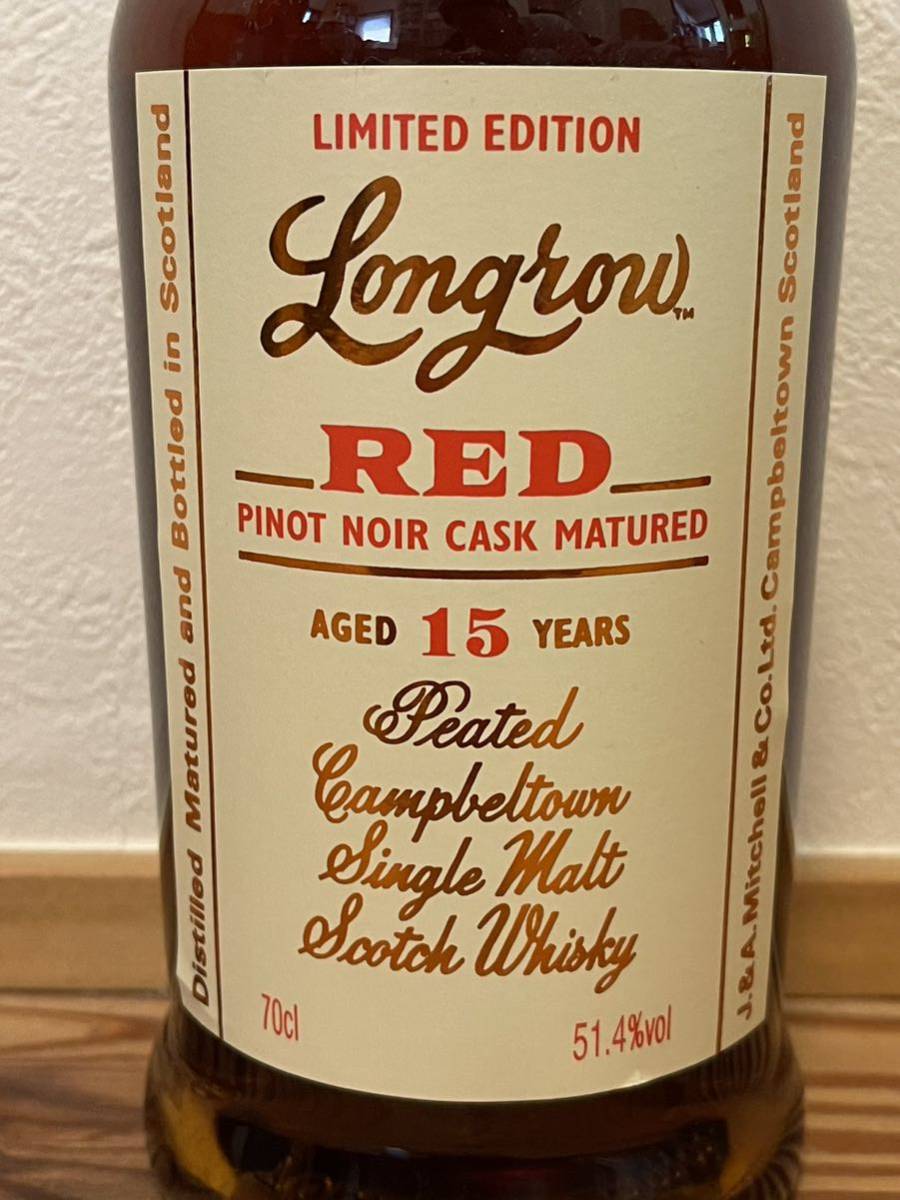 LIMITED EDITION
Longrow™
RED
PINOT NOIR CASK MATURED
AGED 15 YEARS
Peated
Campbeltown
Single Malt
Scotch Whisky
70cl
51.4%vol
Distilled Matured and Bottled in Scotland
J. & A. Mitchell & Co. Ltd. Campbeltown Scotland